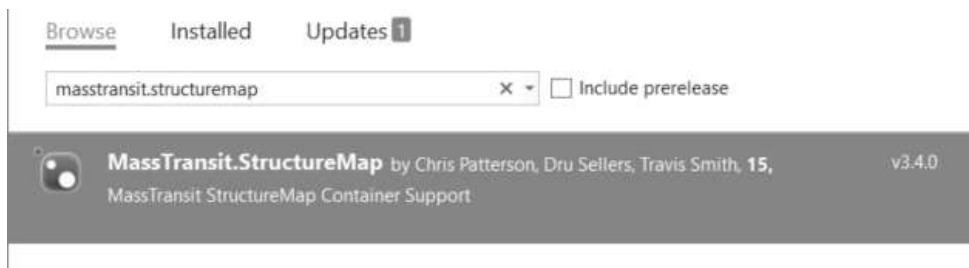 Browse Installed Updates 1
masstransit.structuremap Include prerelease
MassTransit.StructureMap by Chris Patterson, Dru Sellers, Travis Smith, 15, v3.4.0
MassTransit StructureMap Container Support